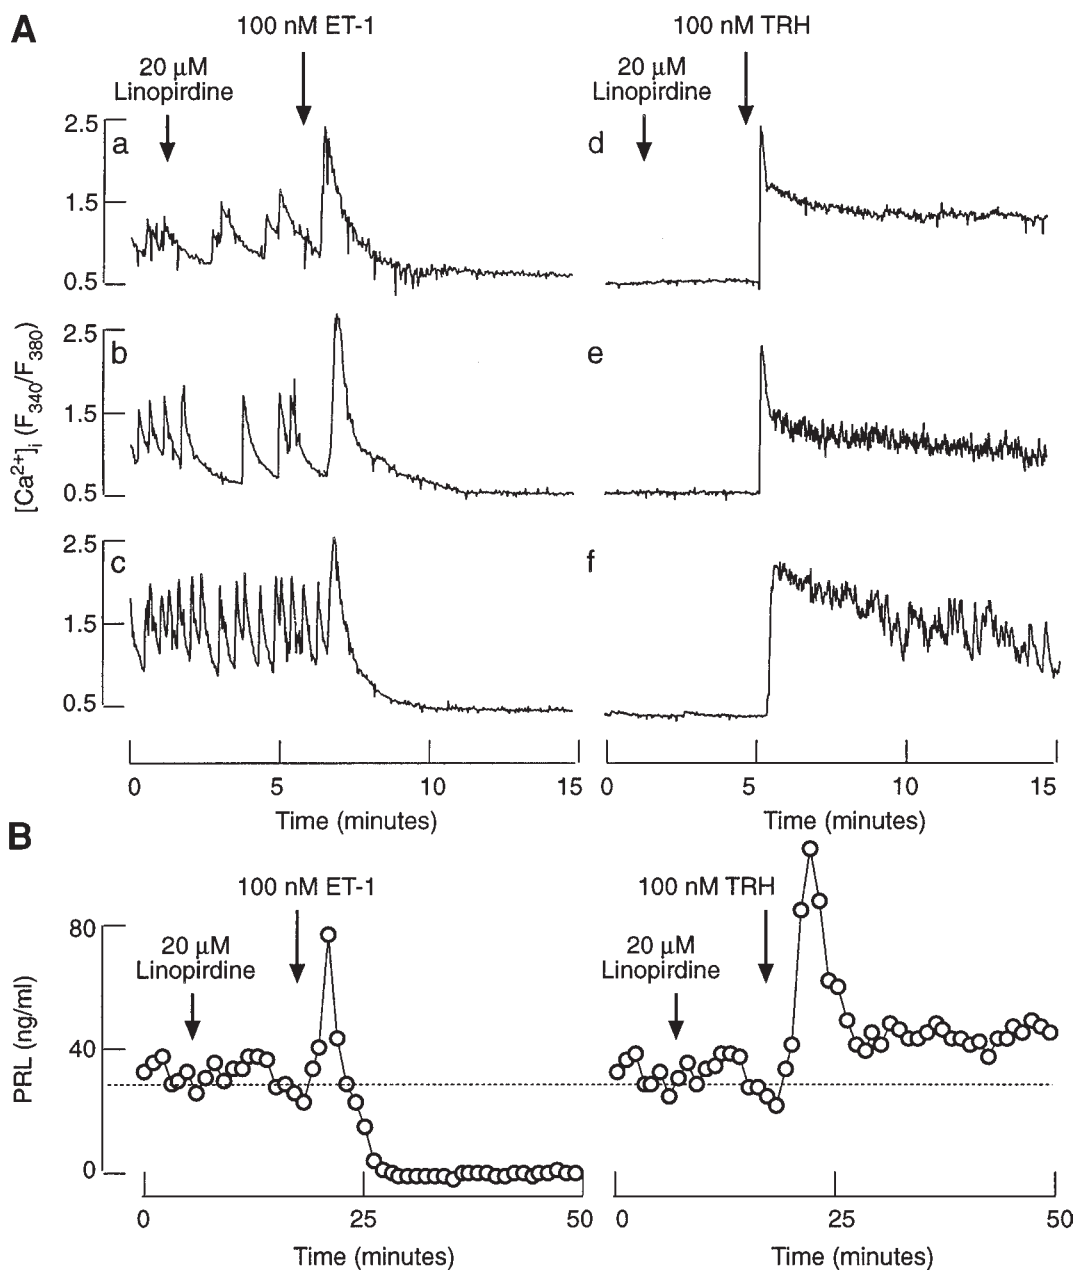 A
100 nM ET-1
100 nM TRH
20 μM
Linopirdine
20 μM
Linopirdine
2.5
a
d
1.5
0.5
2.5
b
e
1.5
0.5
2.5
c
f
1.5
0.5
[Ca2+]i (F340/F380)
0 5 10 15
0 5 10 15
Time (minutes)
Time (minutes)
B
100 nM ET-1
100 nM TRH
80
20 μM
Linopirdine
20 μM
Linopirdine
40
0
PRL (ng/ml)
0 25 50
0 25 50
Time (minutes)
Time (minutes)